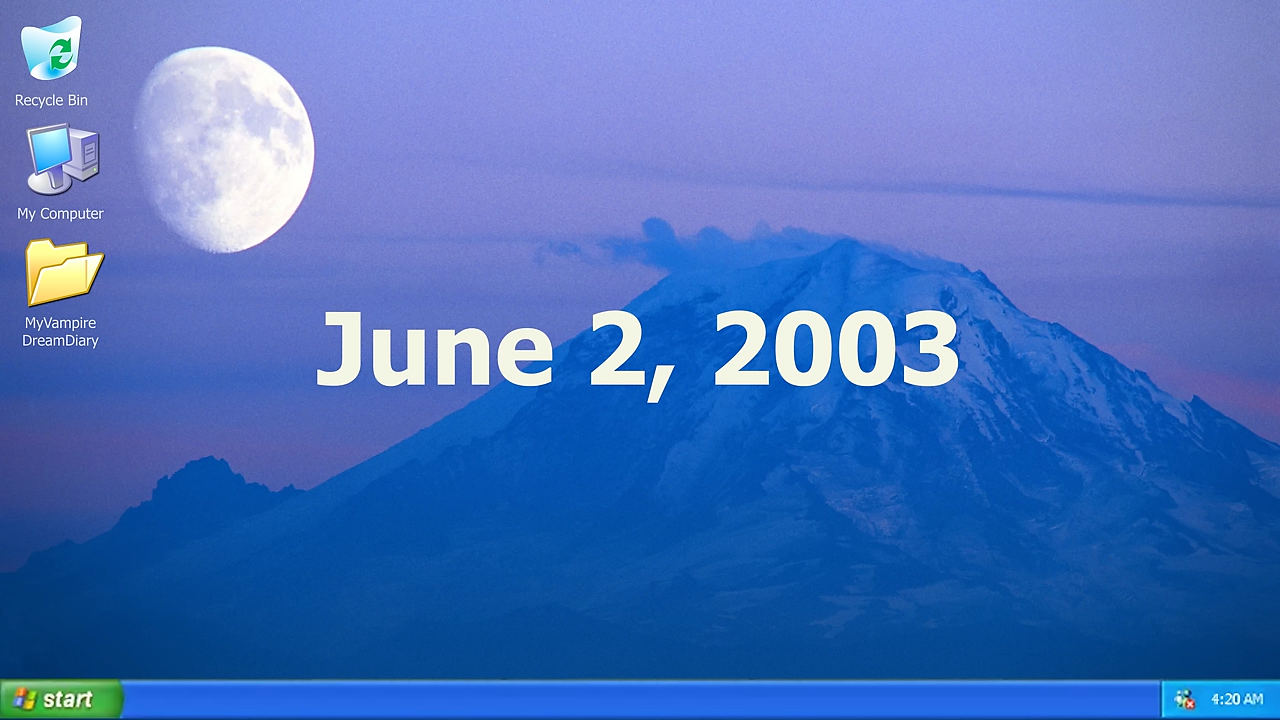 Recycle Bin
My Computer
MyVampire
DreamDiary
June 2, 2003
start
4:20 AM